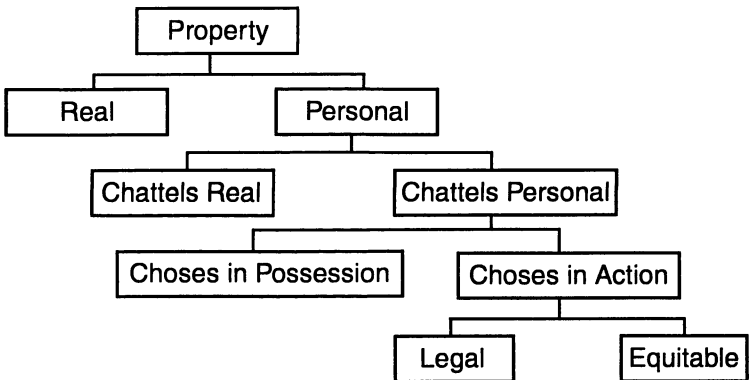 Property
Real
Personal
Chattels Real
Chattels Personal
Choses in Possession
Choses in Action
Legal
Equitable